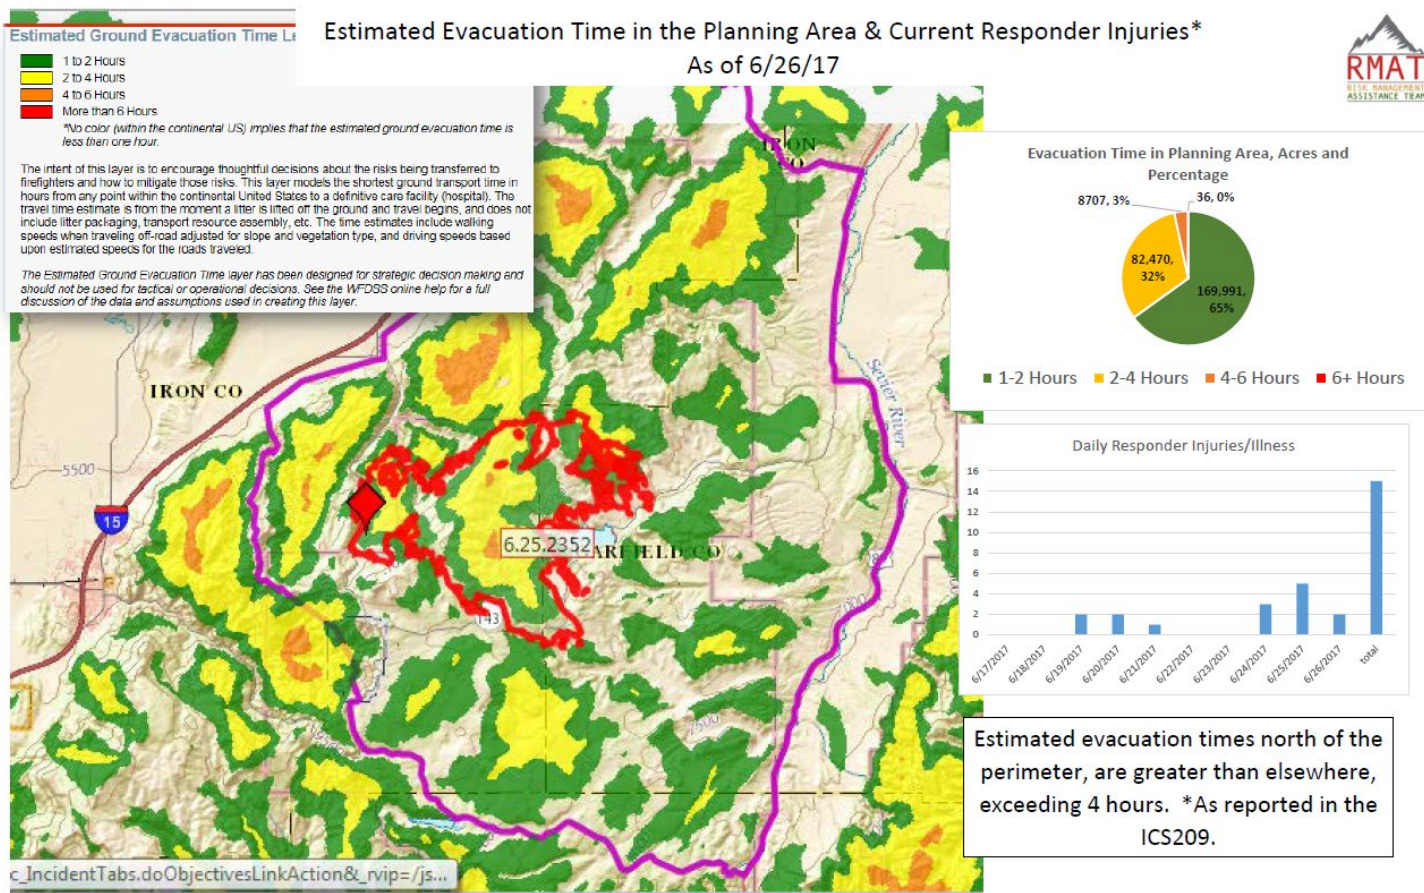 Estimated Evacuation Time in the Planning Area & Current Responder Injuries*
As of 6/26/17
RMAT
RISK MANAGEMENT
ASSISTANCE TEAM
Estimated Ground Evacuation Time Le
1 to 2 Hours
2 to 4 Hours
4 to 6 Hours
More than 6 Hours
*No color (within the continental US) implies that the estimated ground evacuation time is
less than one hour.
The intent of this layer is to encourage thoughtful decisions about the risks being transferred to
firefighters and how to mitigate those risks. This layer models the shortest ground transport time in
hours from any point within the continental United States to a definitive care facility (hospital). The
travel time estimate is from the moment a litter is lifted off the ground and travel begins, and does not
include litter packaging, transport resource assembly, etc. The time estimates include walking
speeds when traveling off-road adjusted for slope and vegetation type, and driving speeds based
upon estimated speeds for the roads traveled.
The Estimated Ground Evacuation Time layer has been designed for strategic decision making and
should not be used for tactical or operational decisions. See the WFDSS online help for a full
discussion of the data and assumptions used in creating this layer.
IRON
CO
IRON CO
Sevier River
5500
15
6.25.2352
ARFIELD CO
143
7000
7500
c_IncidentTabs.doObjectivesLinkAction&_rvip=/js...
Evacuation Time in Planning Area, Acres and
Percentage
8707, 3%
36, 0%
82,470,
32%
169,991,
65%
1-2 Hours
2-4 Hours
4-6 Hours
6+ Hours
Daily Responder Injuries/Illness
16
14
12
10
8
6
4
2
0
6/17/2017
6/18/2017
6/19/2017
6/20/2017
6/21/2017
6/22/2017
6/23/2017
6/24/2017
6/25/2017
6/26/2017
total
Estimated evacuation times north of the
perimeter, are greater than elsewhere,
exceeding 4 hours. *As reported in the
ICS209.